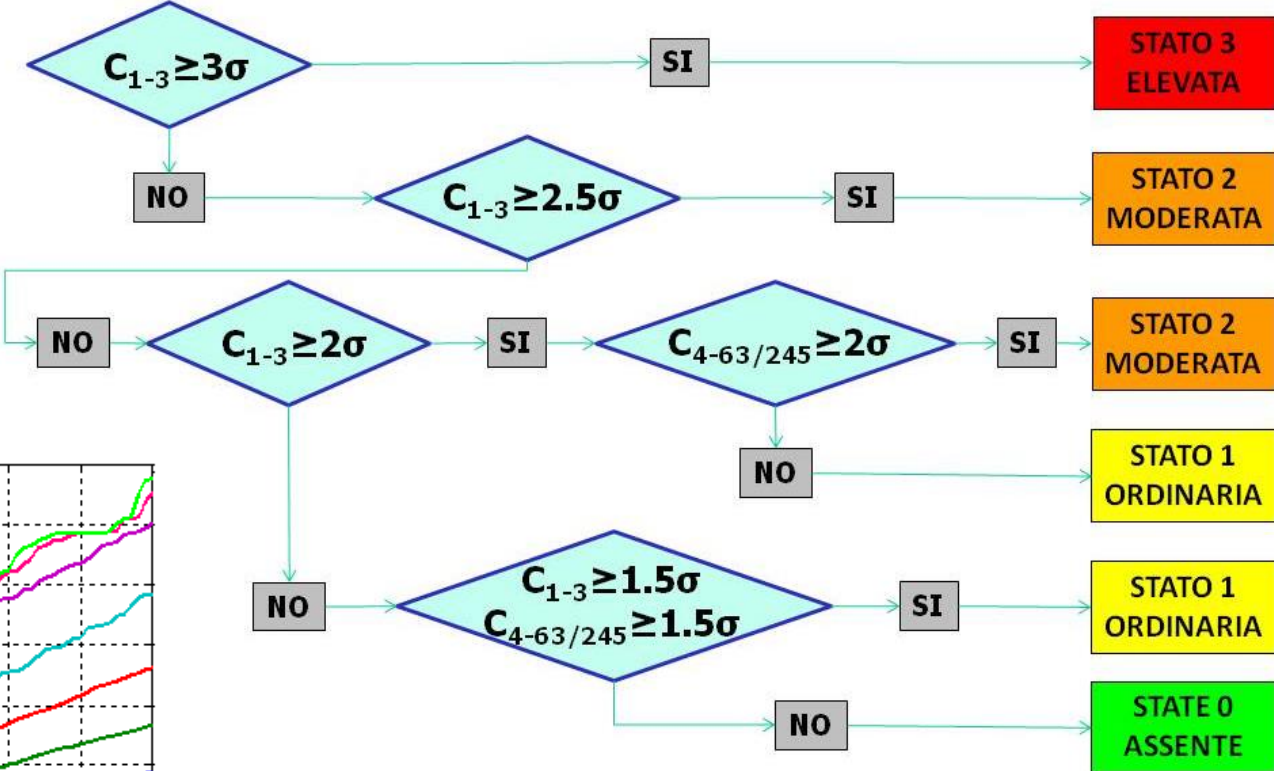 C₁₋₃≥3σ
SI
STATO 3
ELEVATA
NO
C₁₋₃≥2.5σ
SI
STATO 2
MODERATA
NO
C₁₋₃≥2σ
SI
C₄₋₆₃/₂₄₅≥2σ
SI
STATO 2
MODERATA
NO
STATO 1
ORDINARIA
NO
C₁₋₃≥1.5σ
C₄₋₆₃/₂₄₅≥1.5σ
SI
STATO 1
ORDINARIA
NO
STATE 0
ASSENTE